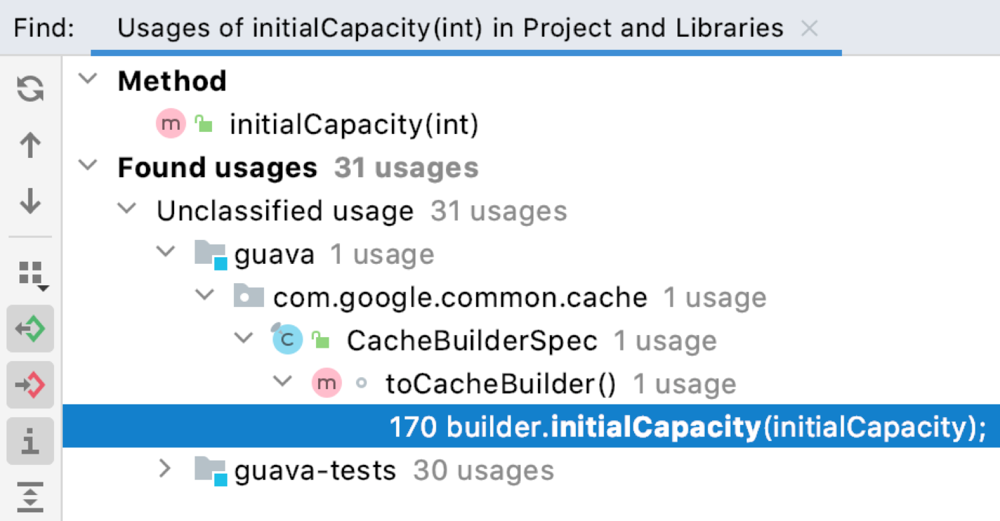 Find: Usages of initialCapacity(int) in Project and Libraries
Method
m initialCapacity(int)
Found usages 31 usages
Unclassified usage 31 usages
guava 1 usage
com.google.common.cache 1 usage
C CacheBuilderSpec 1 usage
m toCacheBuilder() 1 usage
170 builder.initialCapacity(initialCapacity);
guava-tests 30 usages